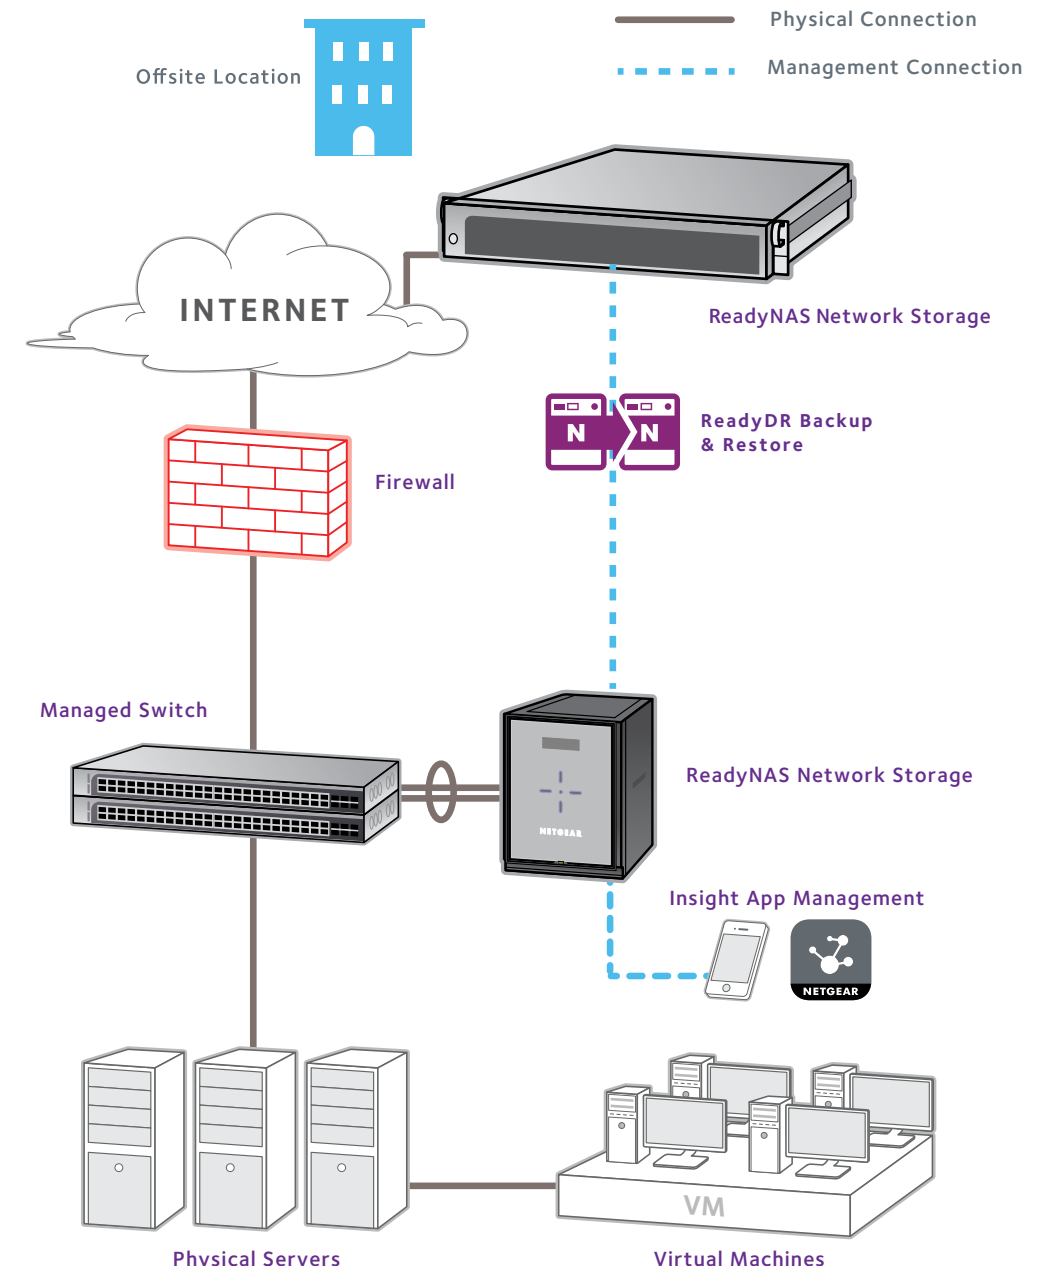 Physical Connection
Offsite Location
Management Connection
INTERNET
ReadyNAS Network Storage
N
N
ReadyDR Backup
& Restore
Firewall
Managed Switch
ReadyNAS Network Storage
NETGEAR
Insight App Management
NETGEAR
VM
Physical Servers
Virtual Machines